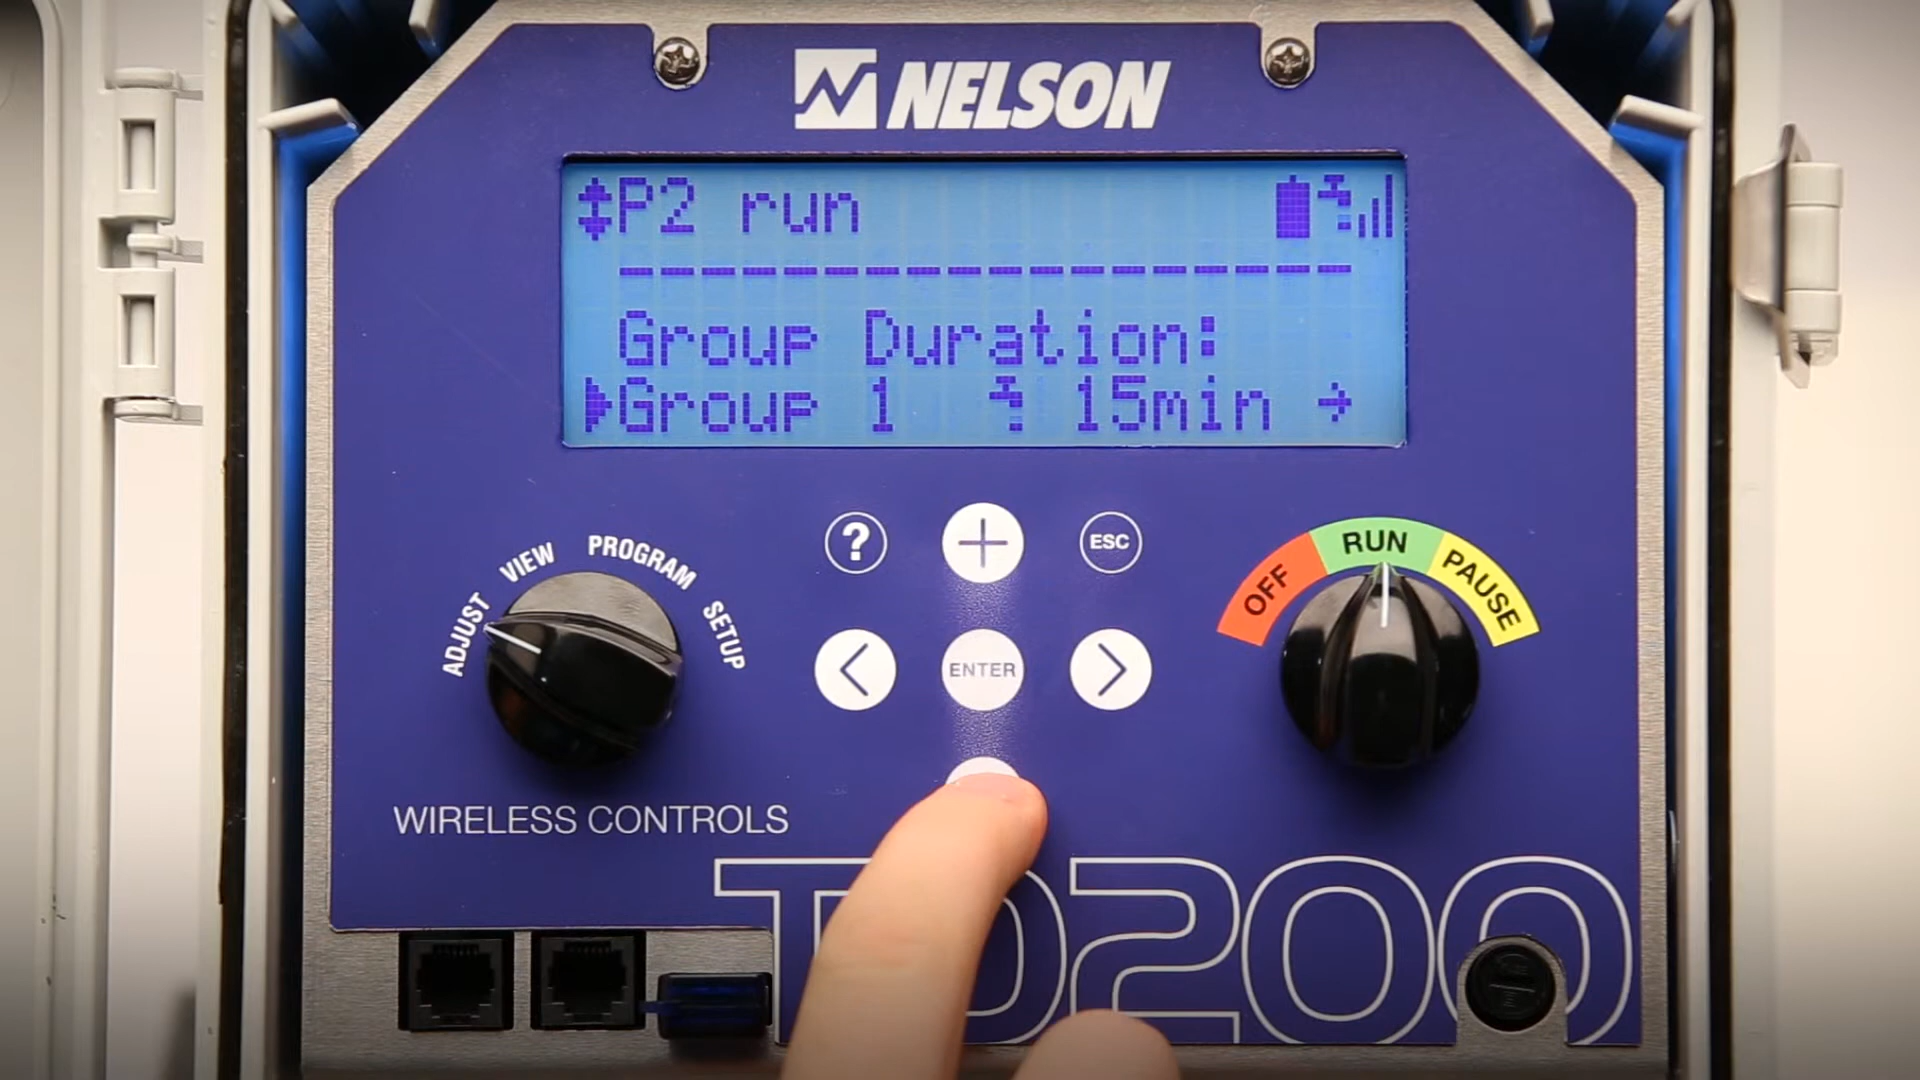 NELSON
P2 run
Group Duration:
Group 1 15min →
ADJUST
VIEW
PROGRAM
SETUP
?
+
ESC
<
ENTER
>
OFF
RUN
PAUSE
WIRELESS CONTROLS
TD200